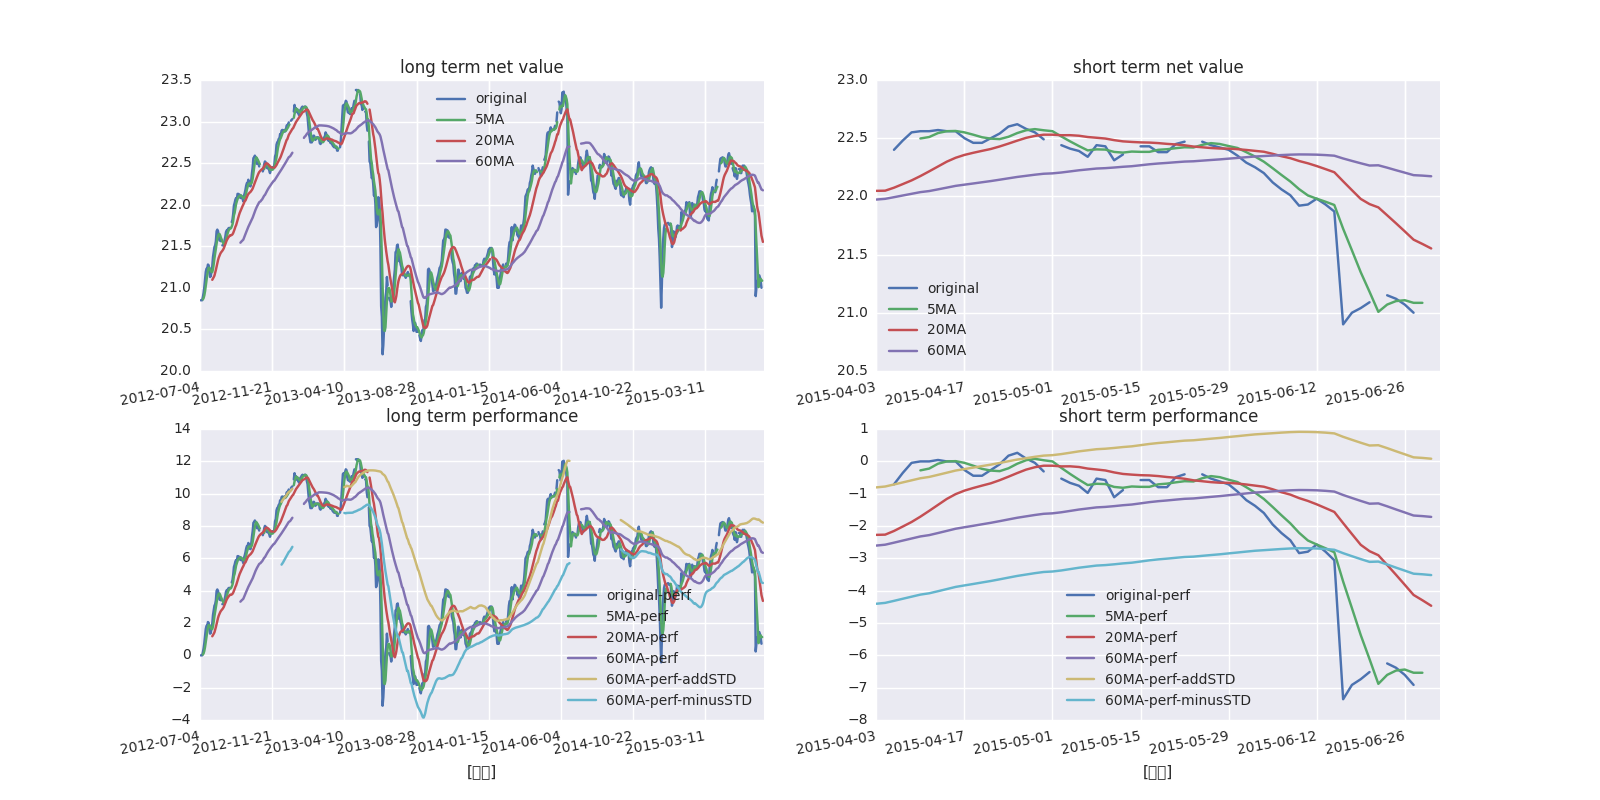 long term net value
23.5
23.0
22.5
22.0
21.5
21.0
20.5
20.0
original
5MA
20MA
60MA
2012-07-04
2012-11-21
2013-04-10
2013-08-28
2014-01-15
2014-06-04
2014-10-22
2015-03-11
short term net value
23.0
22.5
22.0
21.5
21.0
20.5
original
5MA
20MA
60MA
2015-04-03
2015-04-17
2015-05-01
2015-05-15
2015-05-29
2015-06-12
2015-06-26
long term performance
14
12
10
8
6
4
2
0
−2
−4
original-perf
5MA-perf
20MA-perf
60MA-perf
60MA-perf-addSTD
60MA-perf-minusSTD
2012-07-04
2012-11-21
2013-04-10
2013-08-28
2014-01-15
2014-06-04
2014-10-22
2015-03-11
short term performance
1
0
−1
−2
−3
−4
−5
−6
−7
−8
original-perf
5MA-perf
20MA-perf
60MA-perf
60MA-perf-addSTD
60MA-perf-minusSTD
2015-04-03
2015-04-17
2015-05-01
2015-05-15
2015-05-29
2015-06-12
2015-06-26